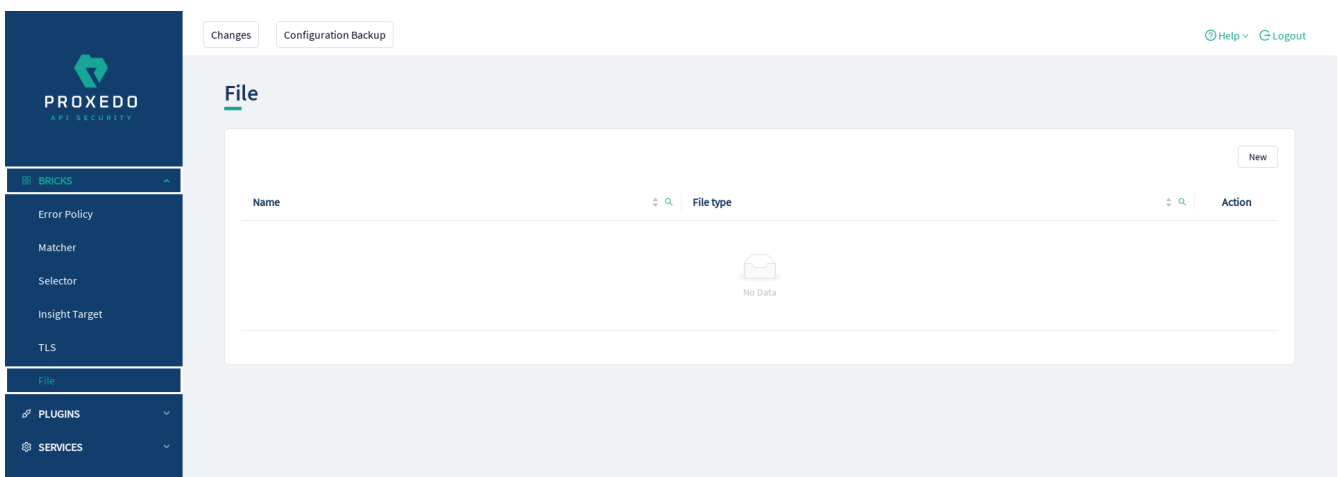 Changes Configuration Backup Help Logout
PROXEDO
API SECURITY
File
New
BRICKS
Name File type Action
Error Policy
Matcher
Selector
No Data
Insight Target
TLS
File
PLUGINS
SERVICES